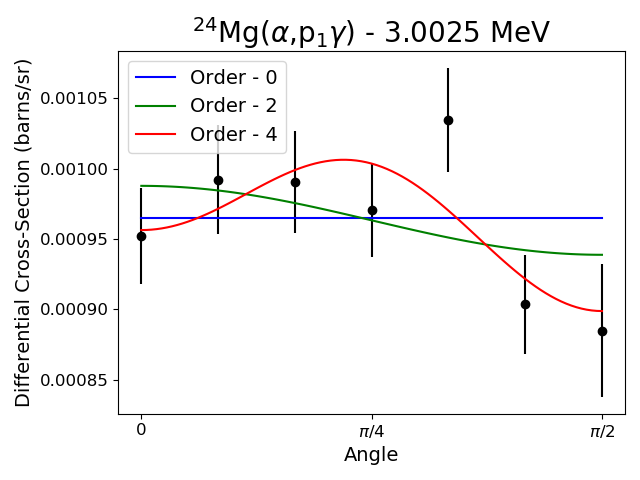 ²⁴Mg(α,p₁γ) - 3.0025 MeV
Order - 0
Order - 2
Order - 4
Differential Cross-Section (barns/sr)
0.00105
0.00100
0.00095
0.00090
0.00085
0 π/4 π/2
Angle